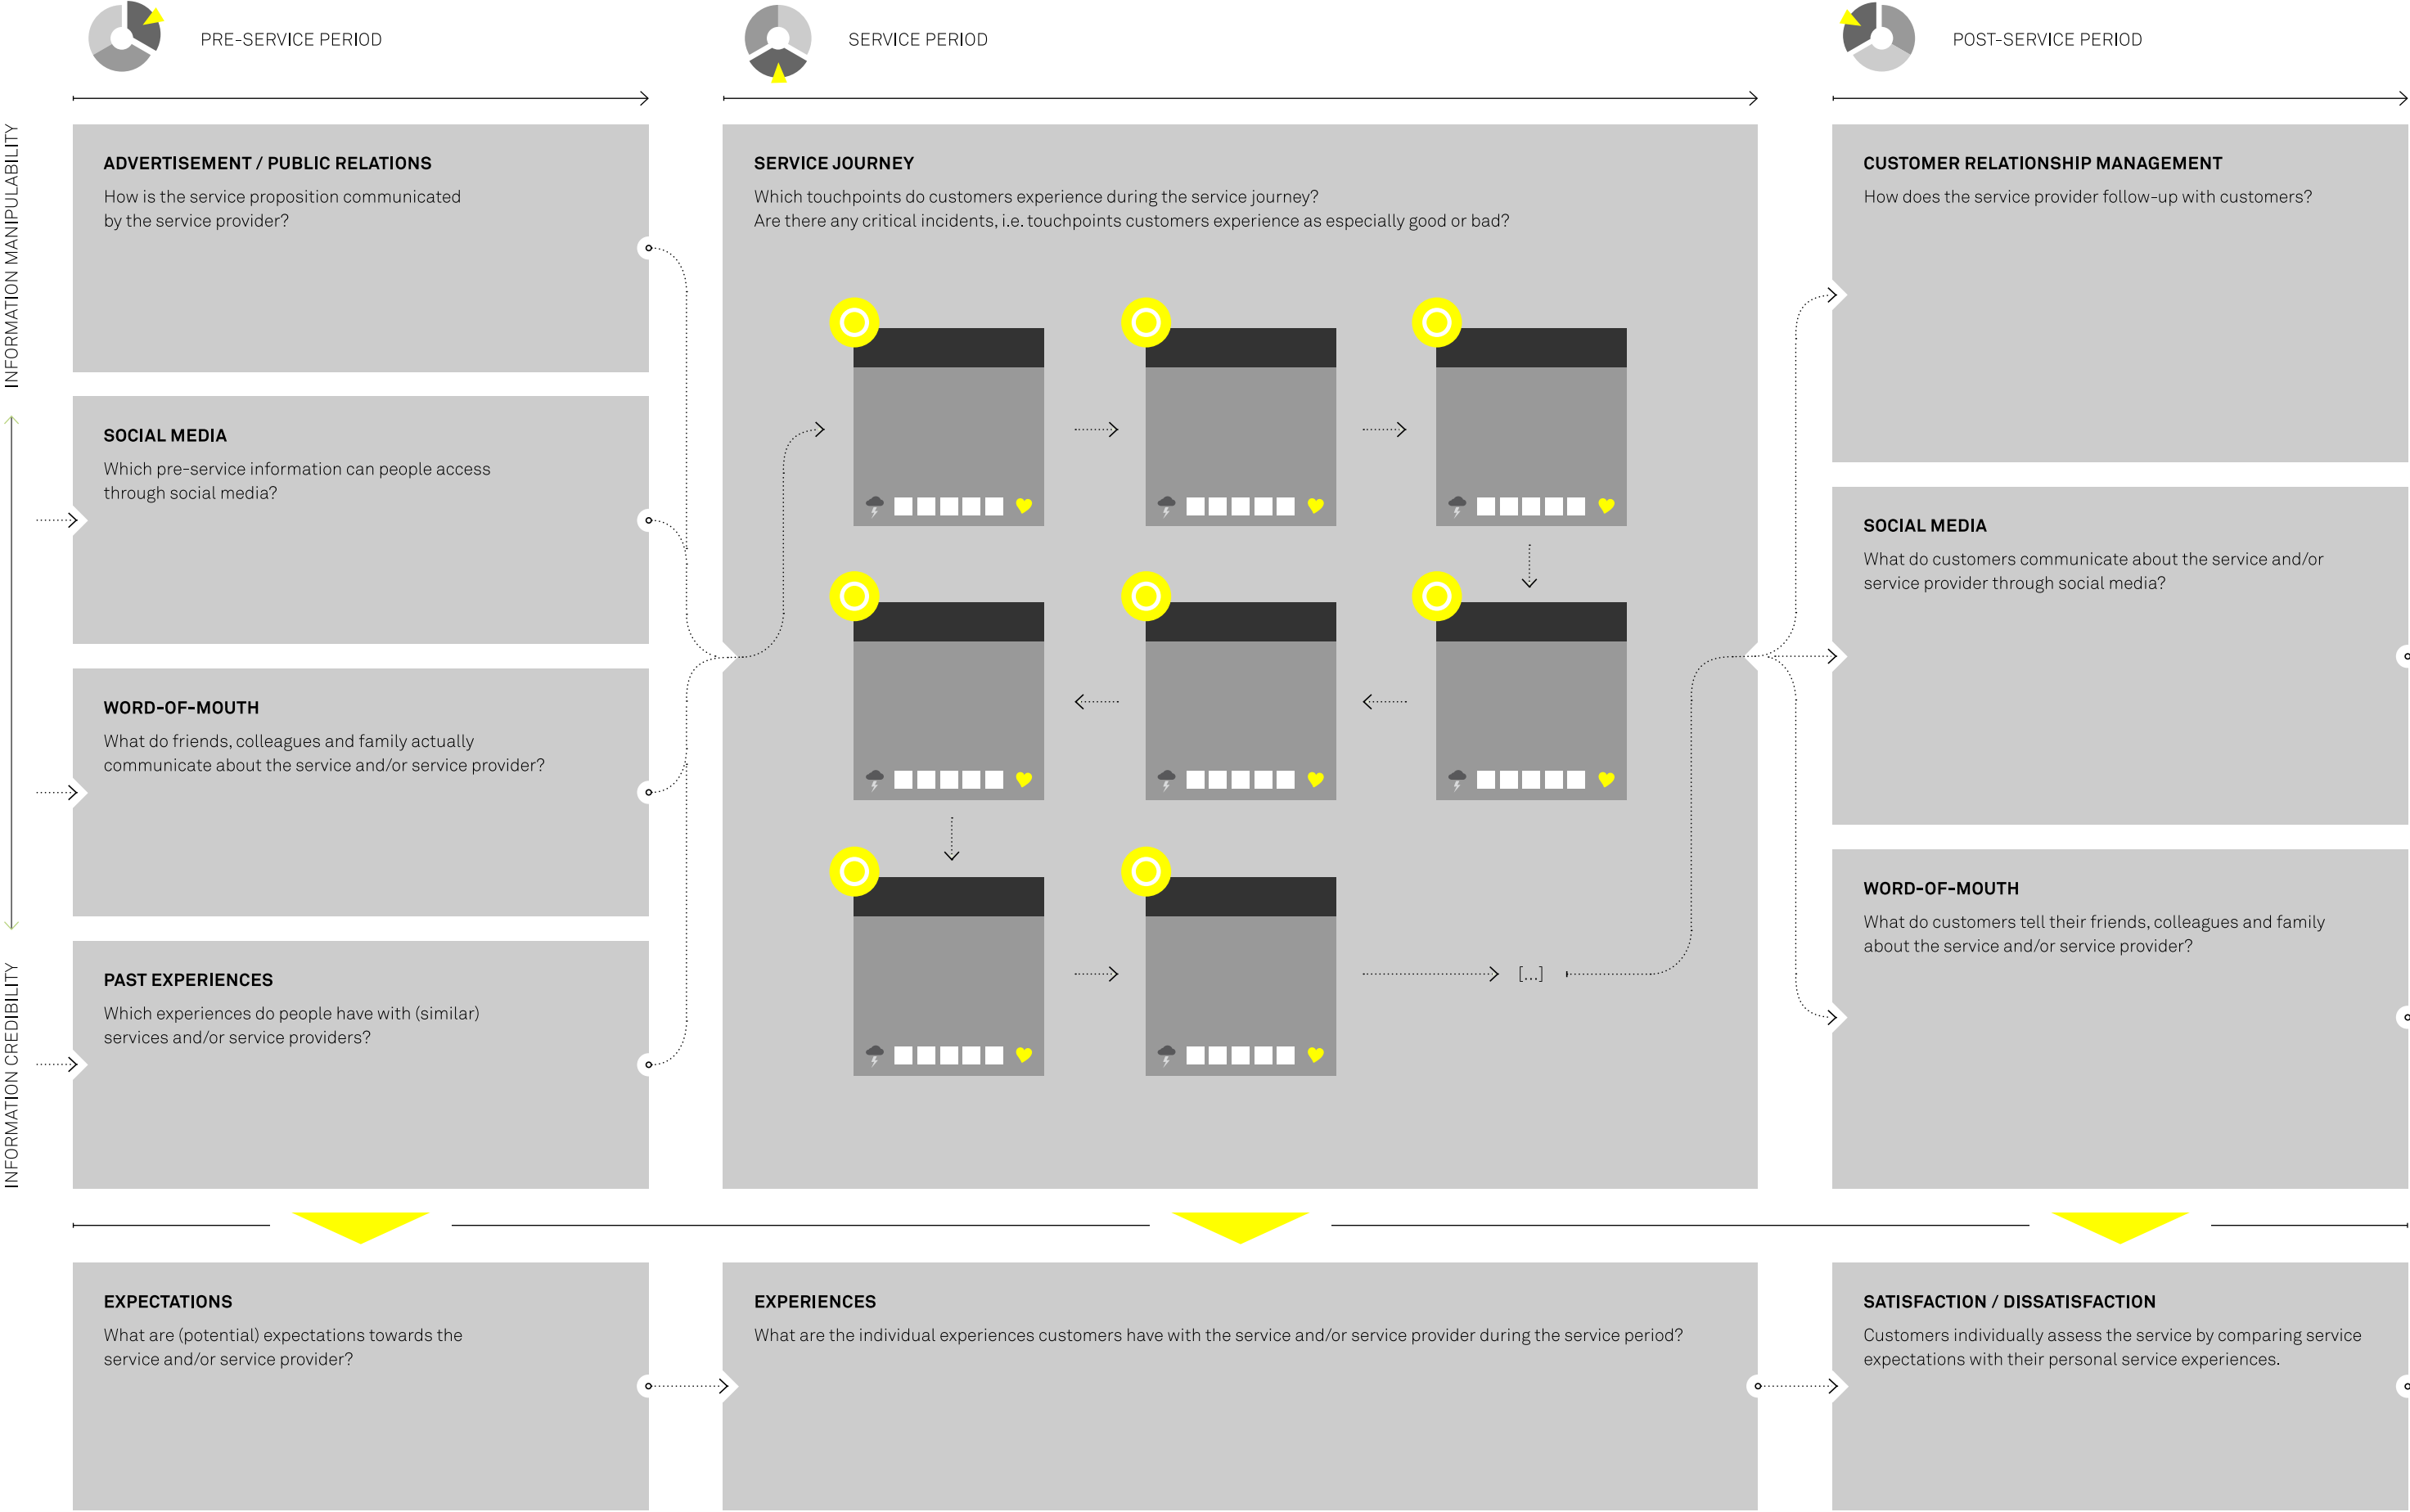 PRE-SERVICE PERIOD
SERVICE PERIOD
POST-SERVICE PERIOD
INFORMATION MANIPULABILITY
INFORMATION CREDIBILITY
ADVERTISEMENT / PUBLIC RELATIONS
How is the service proposition communicated
by the service provider?
SOCIAL MEDIA
Which pre-service information can people access
through social media?
WORD-OF-MOUTH
What do friends, colleagues and family actually
communicate about the service and/or service provider?
PAST EXPERIENCES
Which experiences do people have with (similar)
services and/or service providers?
SERVICE JOURNEY
Which touchpoints do customers experience during the service journey?
Are there any critical incidents, i.e. touchpoints customers experience as especially good or bad?
[...]
CUSTOMER RELATIONSHIP MANAGEMENT
How does the service provider follow-up with customers?
SOCIAL MEDIA
What do customers communicate about the service and/or
service provider through social media?
WORD-OF-MOUTH
What do customers tell their friends, colleagues and family
about the service and/or service provider?
EXPECTATIONS
What are (potential) expectations towards the
service and/or service provider?
EXPERIENCES
What are the individual experiences customers have with the service and/or service provider during the service period?
SATISFACTION / DISSATISFACTION
Customers individually assess the service by comparing service
expectations with their personal service experiences.